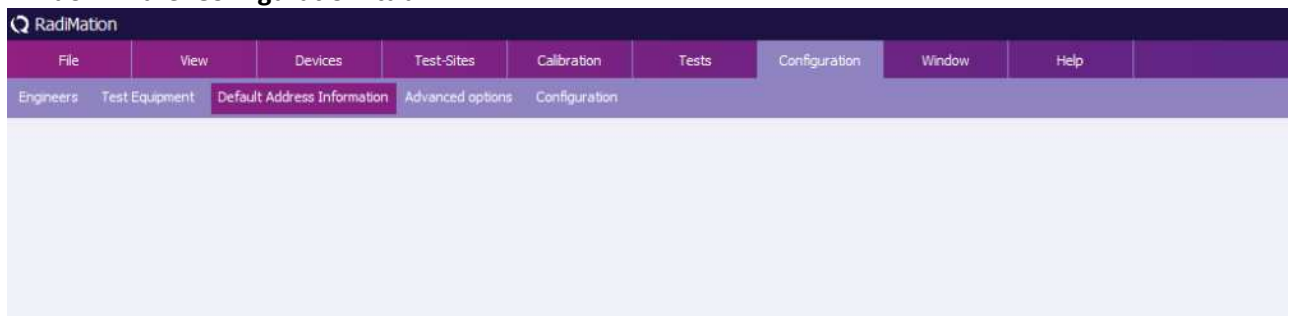 RadiMation
File View Devices Test-Sites Calibration Tests Configuration Window Help
Engineers Test Equipment Default Address Information Advanced options Configuration